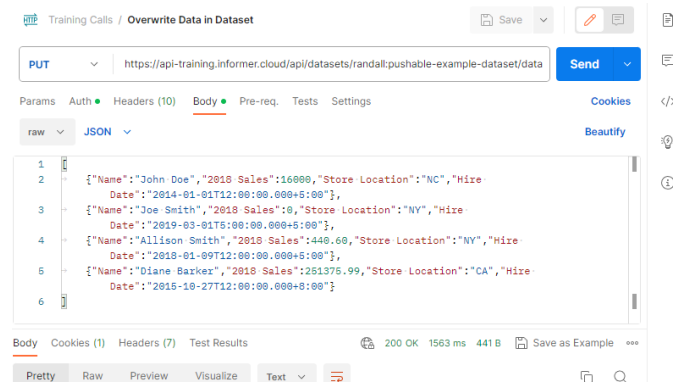 HTTP Training Calls / Overwrite Data in Dataset Save
PUT https://api-training.informer.cloud/api/datasets/randall:pushable-example-dataset/data Send
Params Auth Headers (10) Body Pre-req. Tests Settings Cookies
raw JSON Beautify
1 [
2 {"Name":"John Doe","2018 Sales":16000,"Store Location":"NC","Hire
Date":"2014-01-01T12:00:00.000+5:00"},
3 {"Name":"Joe Smith","2018 Sales":0,"Store Location":"NY","Hire
Date":"2019-03-01T5:00:00.000+5:00"},
4 {"Name":"Allison Smith","2018 Sales":440.60,"Store Location":"NY","Hire
Date":"2018-01-09T12:00:00.000+5:00"},
5 {"Name":"Diane Barker","2018 Sales":251375.99,"Store Location":"CA","Hire
Date":"2015-10-27T12:00:00.000+8:00"}
6 ]
Body Cookies (1) Headers (7) Test Results 200 OK 1563 ms 441 B Save as Example
Pretty Raw Preview Visualize Text